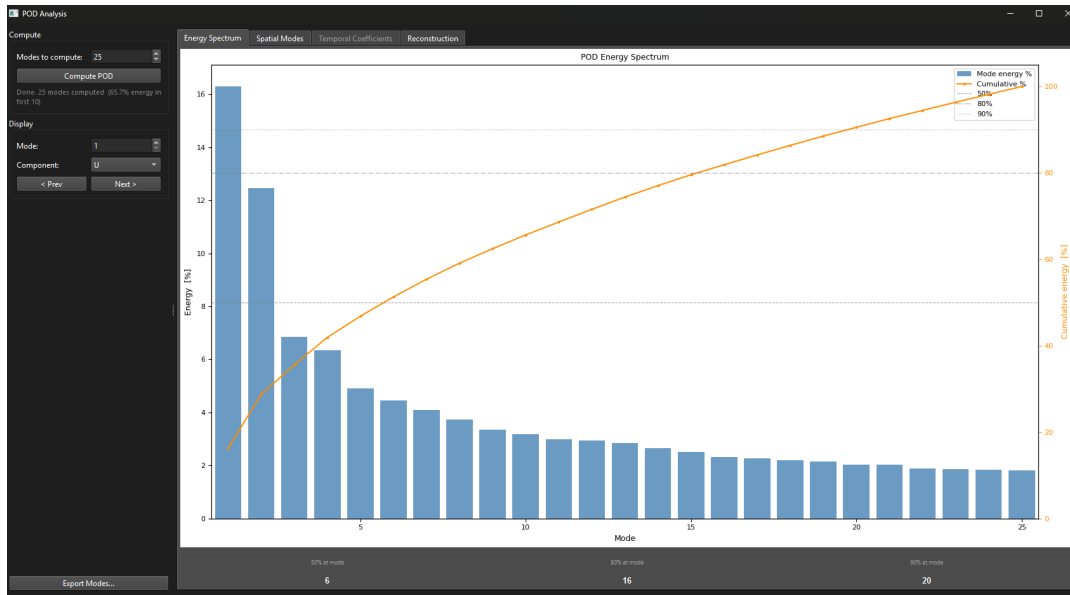 POD Analysis
Compute
Modes to compute: 25
Compute POD
Done. 25 modes computed (65.7% energy in
first 10)
Display
Mode: 1
Component: U
< Prev Next >
Export Modes...
Energy Spectrum Spatial Modes Temporal Coefficients Reconstruction
POD Energy Spectrum
Mode energy %
Cumulative %
50%
80%
90%
Energy [%]
16
14
12
10
8
6
4
2
0
100
80
60
40
20
0
Cumulative energy [%]
5 10 15 20 25
Mode
50% at mode 80% at mode 90% at mode
6 16 20